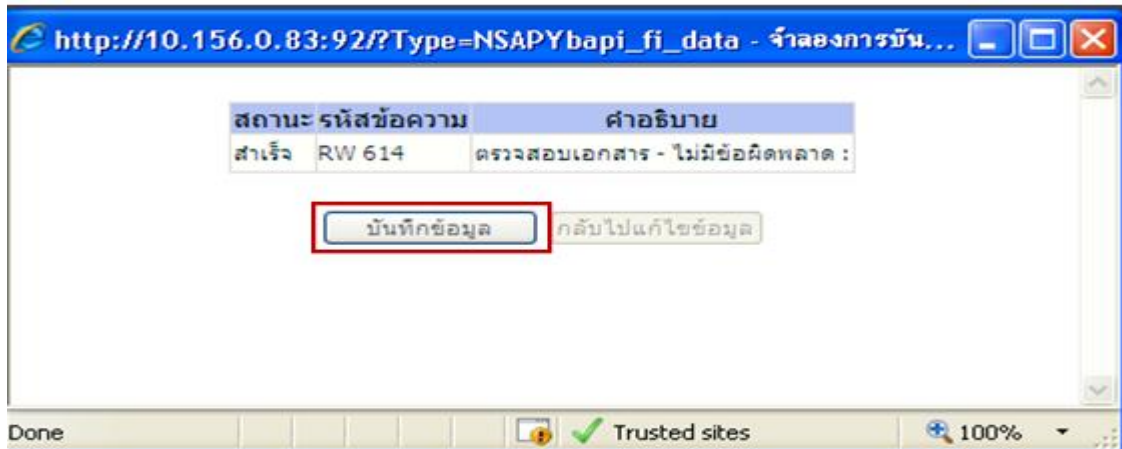 http://10.156.0.83:92/?Type=NSAPYbapi_fi_data - จำลองการบัน...
สถานะ รหัสข้อความ คำอธิบาย
สำเร็จ RW 614 ตรวจสอบเอกสาร - ไม่มีข้อผิดพลาด :
บันทึกข้อมูล กลับไปแก้ไขข้อมูล
Done Trusted sites 100%